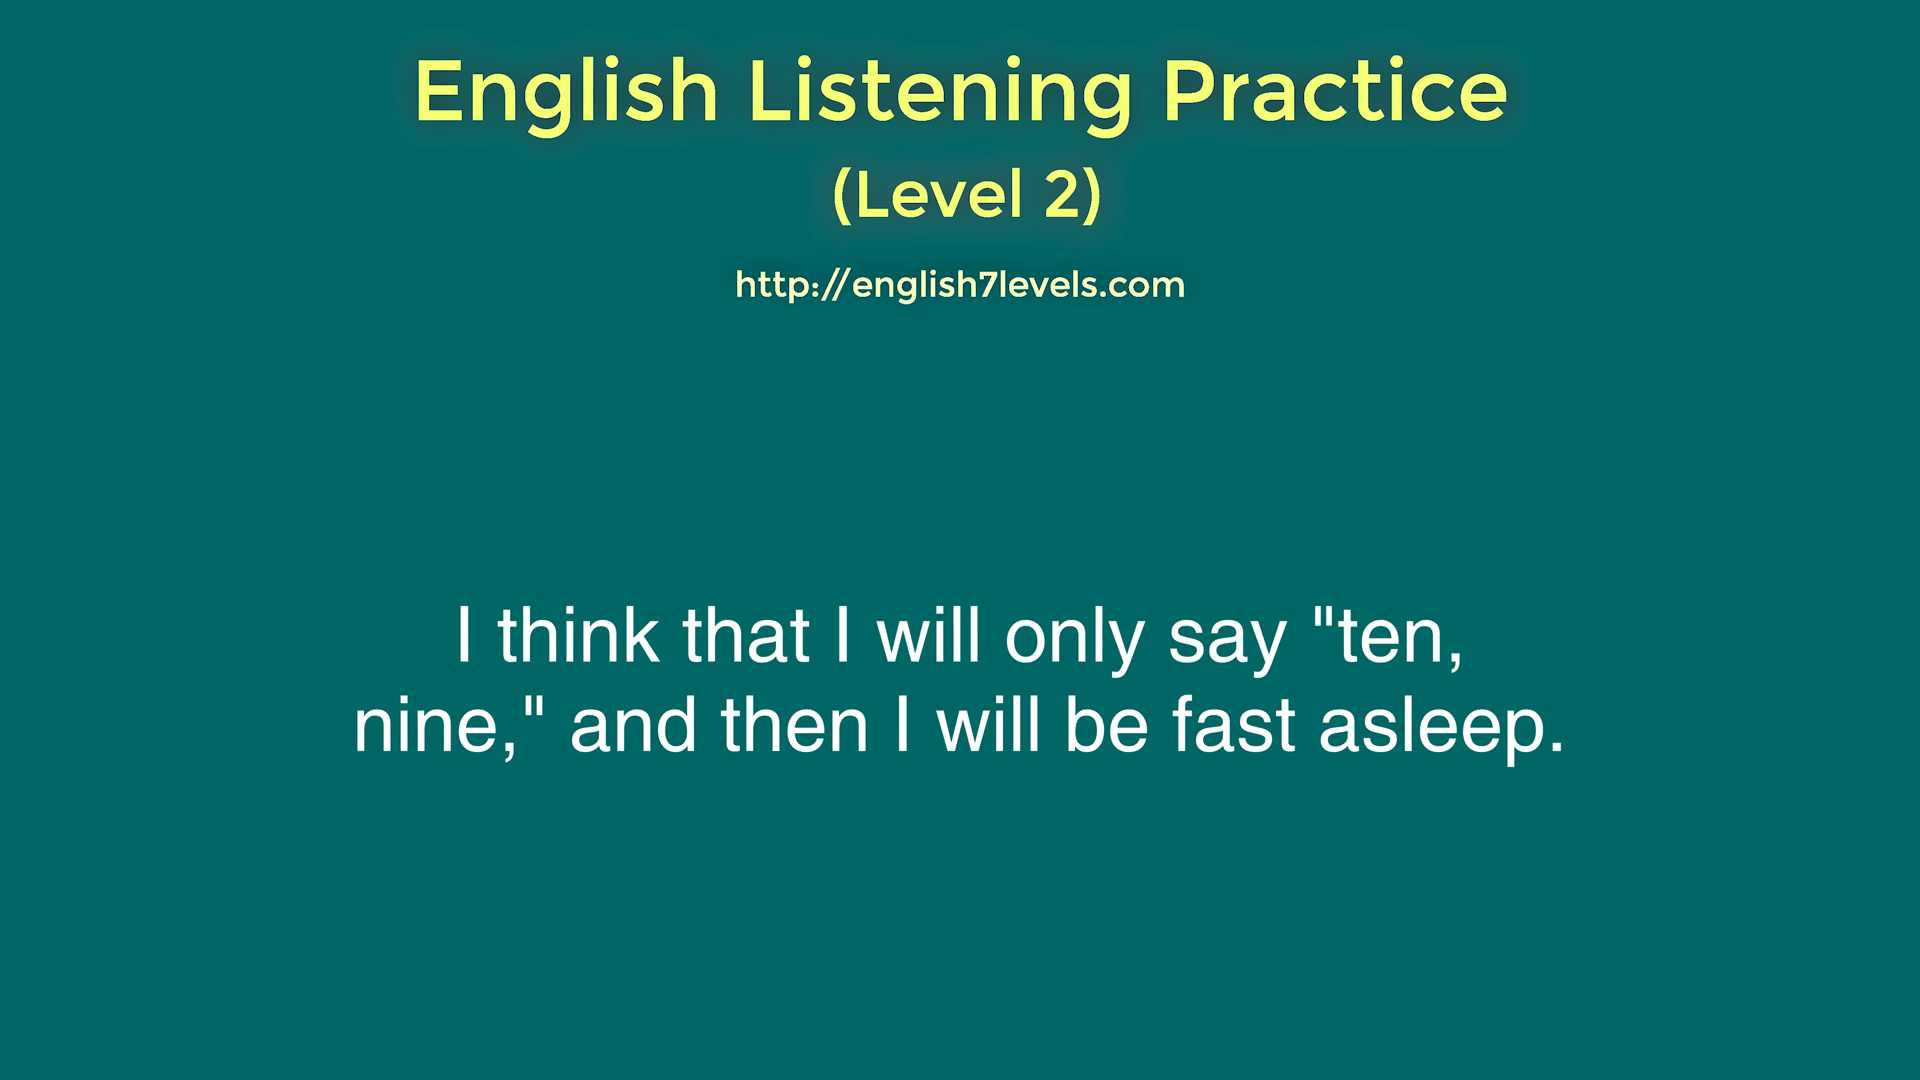 English Listening Practice
(Level 2)
http://english7levels.com
I think that I will only say "ten,
nine," and then I will be fast asleep.